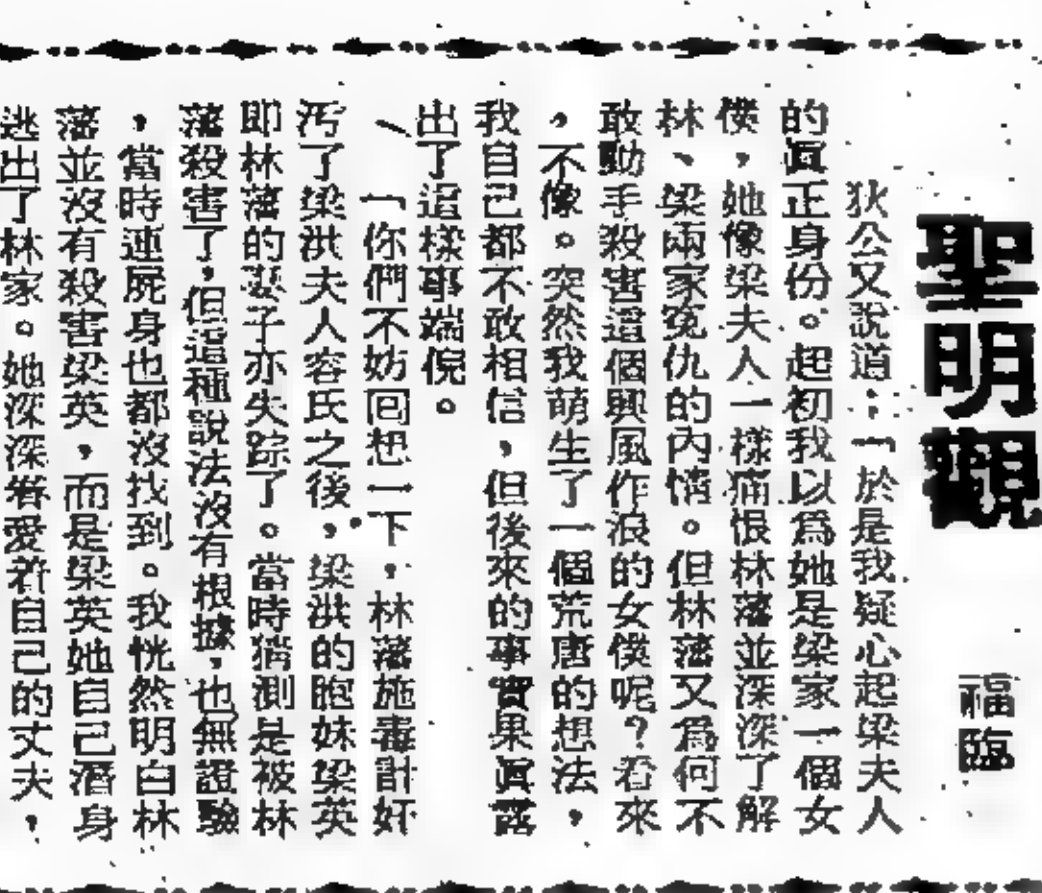 聖明觀
福臨
狄公又說道：「於是我疑心起梁夫人
的眞正身份。起初我以爲她是梁家一個女
僕，她像梁夫人一樣痛恨林藩並深深了解
林、梁兩家冤仇的內情。但林藩又爲何不
敢動手殺害這個興風作浪的女僕呢？看來
，不像。突然我萌生了一個荒唐的想法，
我自己都不敢相信，但後來的事實果眞露
出了這樣事端倪。
、「你們不妨回想一下，林藩施毒計奸
污了梁洪夫人容氏之後，梁洪的胞妹梁英
即林藩的妻子亦失踪了。當時猜測是被林
藩殺害了，但這種說法沒有根據，也無證驗
，當時連屍身也都沒找到。我恍然明白林
藩並沒有殺害梁英，而是梁英她自己潛身
逃出了林家。她深深眷愛着自己的丈夫，